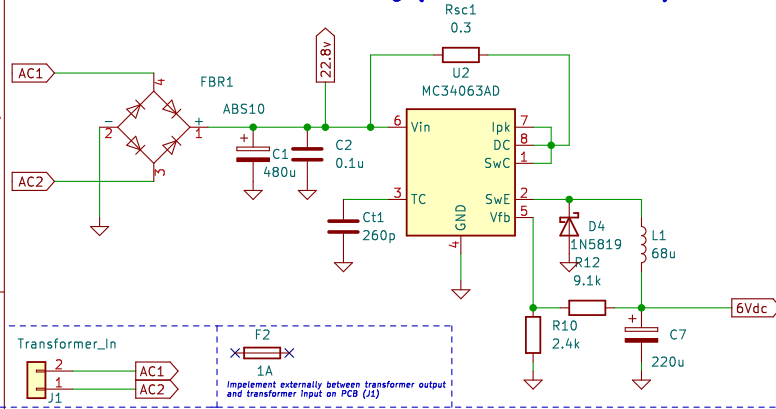 Rsc1
0.3
U2
MC34063AD
22.8v
AC1
AC2
FBR1
ABS10
4
2
1
3
-
+
+
C1
480u
C2
0.1u
6
Vin
3
TC
GND
4
Ipk
7
DC
8
SwC
1
SwE
2
Vfb
5
Ct1
260p
D4
1N5819
L1
68u
R12
9.1k
R10
2.4k
+
C7
220u
6Vdc
Transformer_In
2
1
J1
AC1
AC2
F2
1A
Impelement externally between transformer output
and transformer input on PCB (J1)